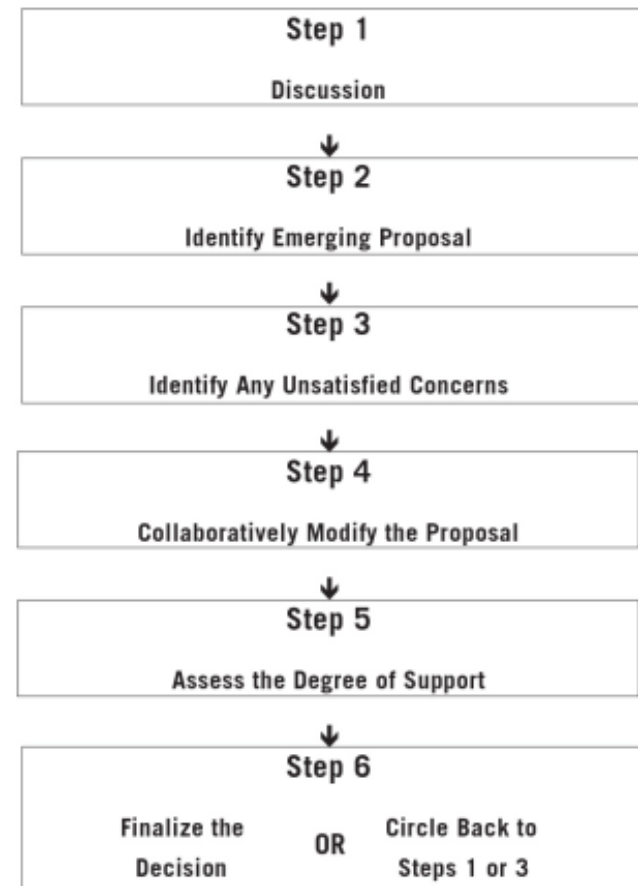 Step 1
Discussion
Step 2
Identify Emerging Proposal
Step 3
Identify Any Unsatisfied Concerns
Step 4
Collaboratively Modify the Proposal
Step 5
Assess the Degree of Support
Step 6
Finalize the
Decision
OR
Circle Back to
Steps 1 or 3